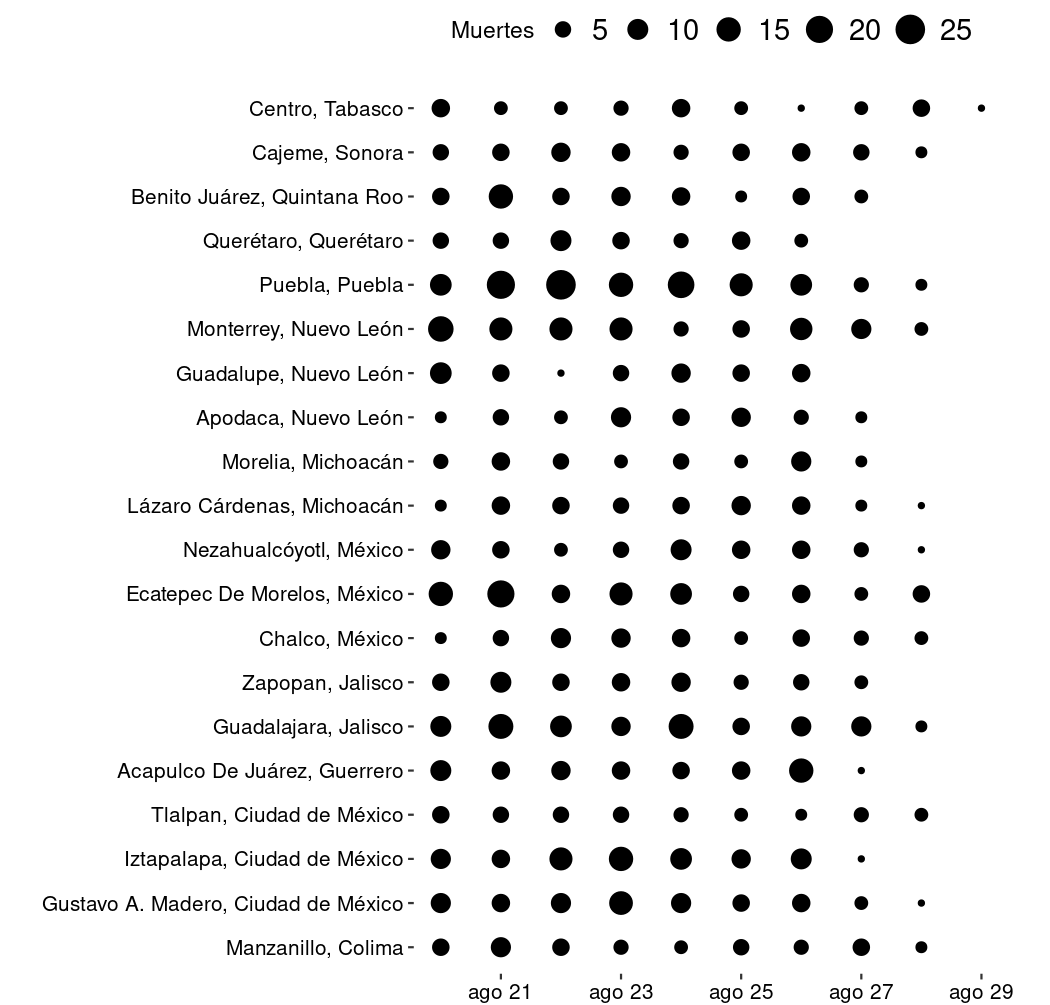 Muertes 5 10 15 20 25
Centro, Tabasco
Cajeme, Sonora
Benito Juárez, Quintana Roo
Querétaro, Querétaro
Puebla, Puebla
Monterrey, Nuevo León
Guadalupe, Nuevo León
Apodaca, Nuevo León
Morelia, Michoacán
Lázaro Cárdenas, Michoacán
Nezahualcóyotl, México
Ecatepec De Morelos, México
Chalco, México
Zapopan, Jalisco
Guadalajara, Jalisco
Acapulco De Juárez, Guerrero
Tlalpan, Ciudad de México
Iztapalapa, Ciudad de México
Gustavo A. Madero, Ciudad de México
Manzanillo, Colima
ago 21 ago 23 ago 25 ago 27 ago 29